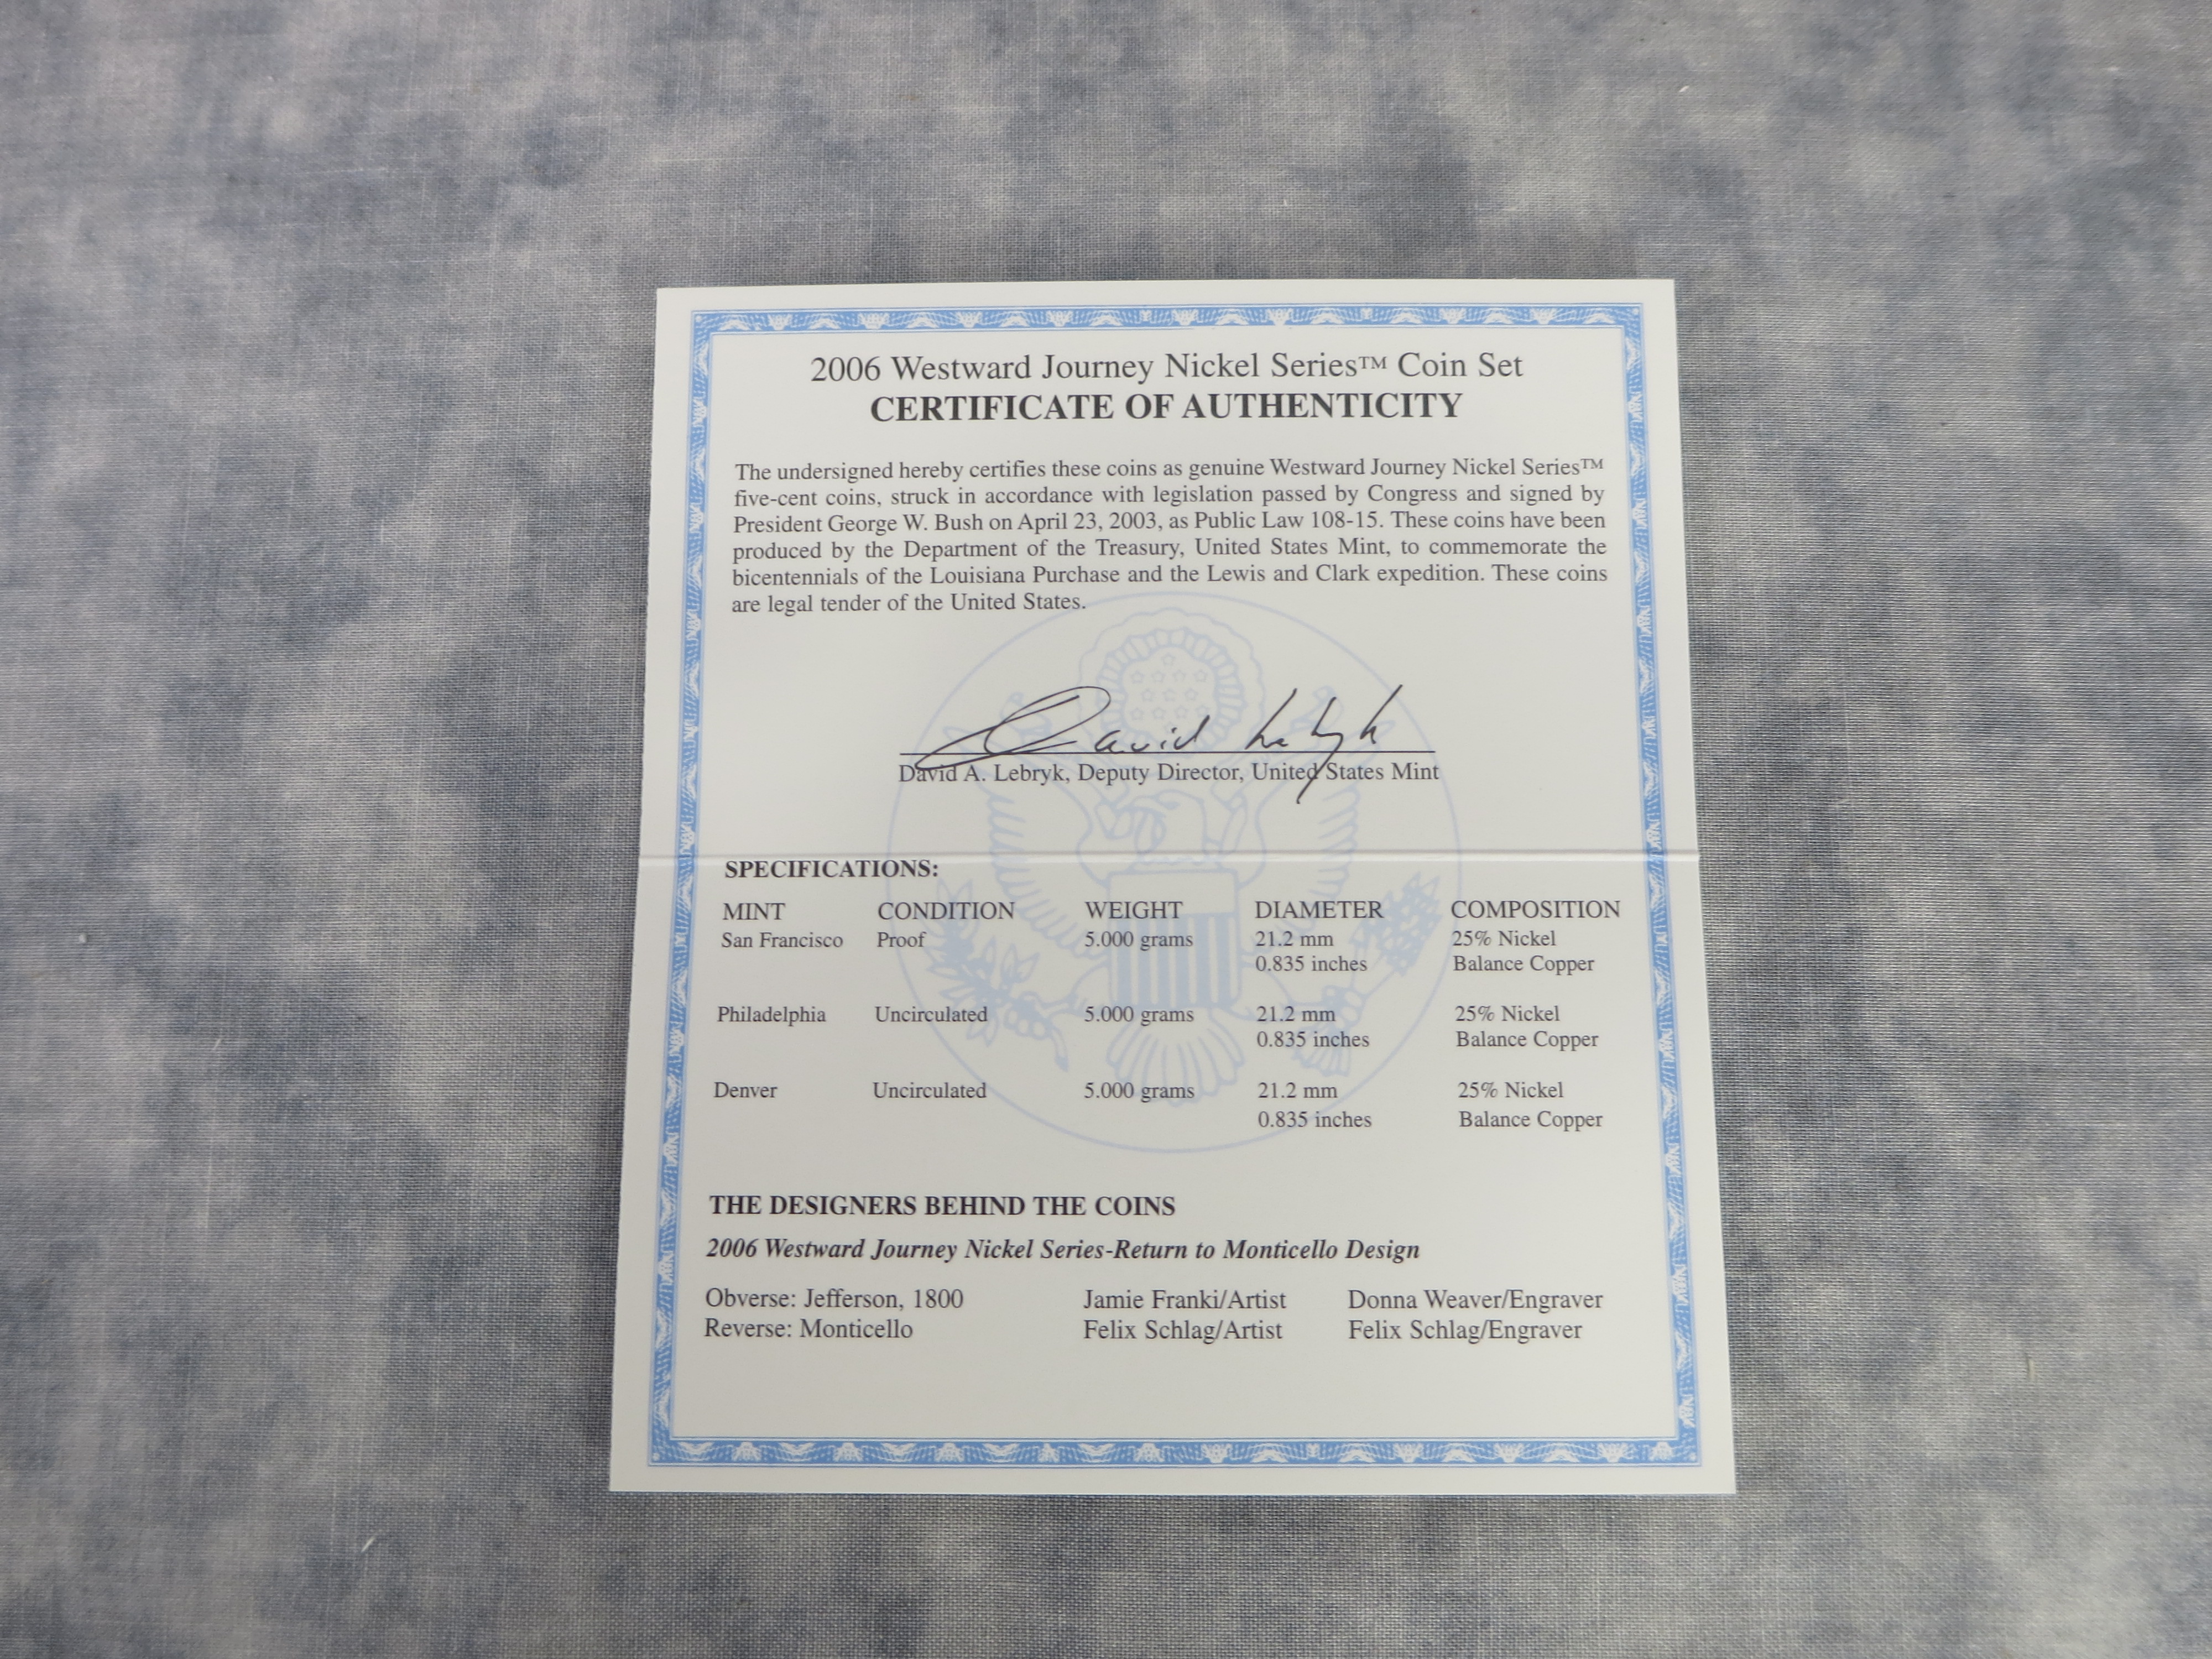 2006 Westward Journey Nickel Series™ Coin Set
CERTIFICATE OF AUTHENTICITY
The undersigned hereby certifies these coins as genuine Westward Journey Nickel Series™
five-cent coins, struck in accordance with legislation passed by Congress and signed by
President George W. Bush on April 23, 2003, as Public Law 108-15. These coins have been
produced by the Department of the Treasury, United States Mint, to commemorate the
bicentennials of the Louisiana Purchase and the Lewis and Clark expedition. These coins
are legal tender of the United States.
David Lebryk
David A. Lebryk, Deputy Director, United States Mint
SPECIFICATIONS:
MINT CONDITION WEIGHT DIAMETER COMPOSITION
San Francisco Proof 5.000 grams 21.2 mm 25% Nickel
0.835 inches Balance Copper
Philadelphia Uncirculated 5.000 grams 21.2 mm 25% Nickel
0.835 inches Balance Copper
Denver Uncirculated 5.000 grams 21.2 mm 25% Nickel
0.835 inches Balance Copper
THE DESIGNERS BEHIND THE COINS
2006 Westward Journey Nickel Series-Return to Monticello Design
Obverse: Jefferson, 1800 Jamie Franki/Artist Donna Weaver/Engraver
Reverse: Monticello Felix Schlag/Artist Felix Schlag/Engraver